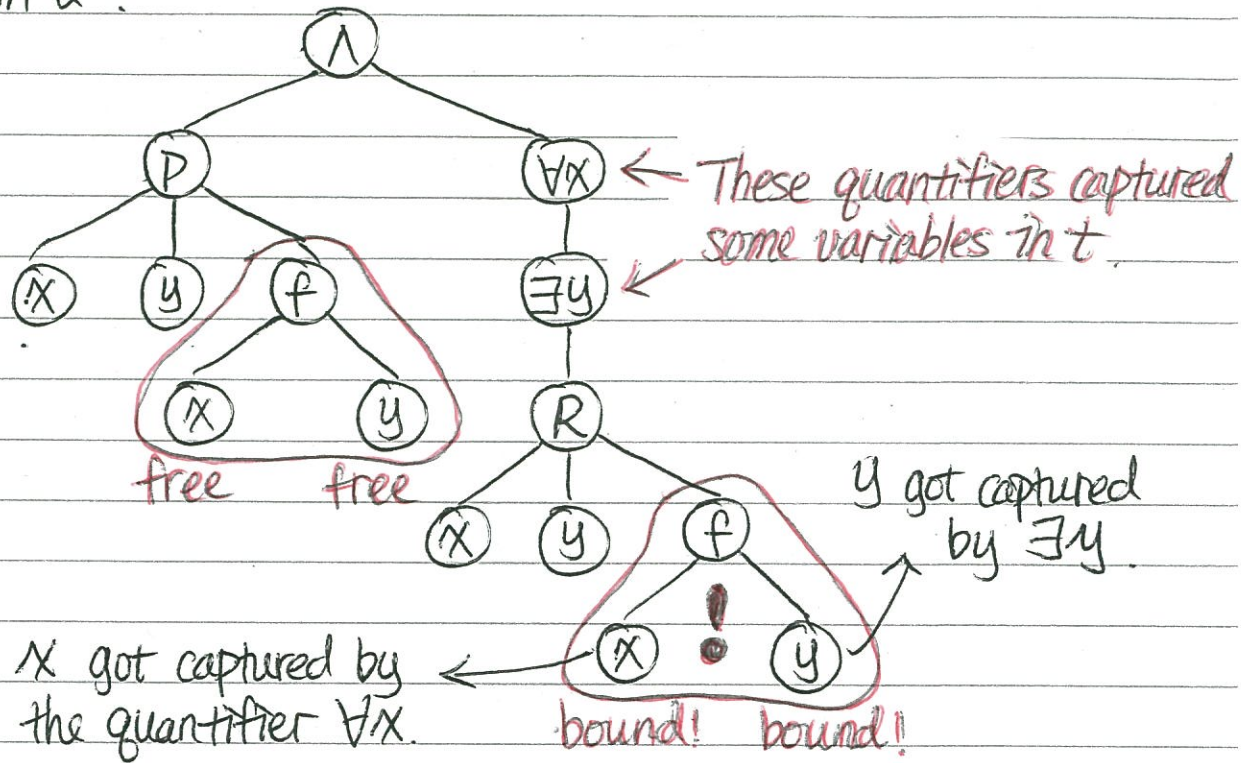 ∧
P ∀x ← These quantifiers captured
some variables in t.
x y f ∃y
x y R
free free
y got captured
by ∃y.
x y f
!
x y
x got captured by
the quantifier ∀x.
bound! bound!